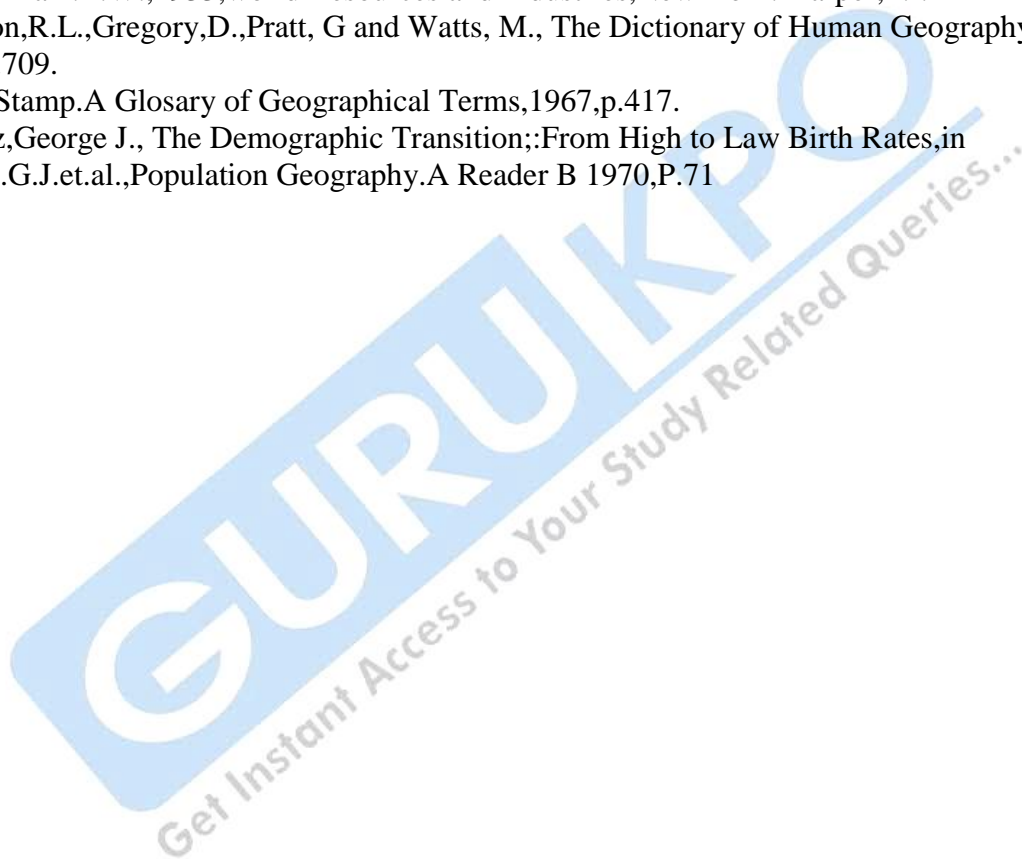 on,R.L.,Gregory,D.,Pratt, G and Watts, M., The Dictionary of Human Geography
709.
Stamp.A Glosary of Geographical Terms,1967,p.417.
z,George J., The Demographic Transition;:From High to Law Birth Rates,in
.G.J.et.al.,Population Geography.A Reader B 1970,P.71
GURUKPO
Get Instant Access to Your Study Related Queries...